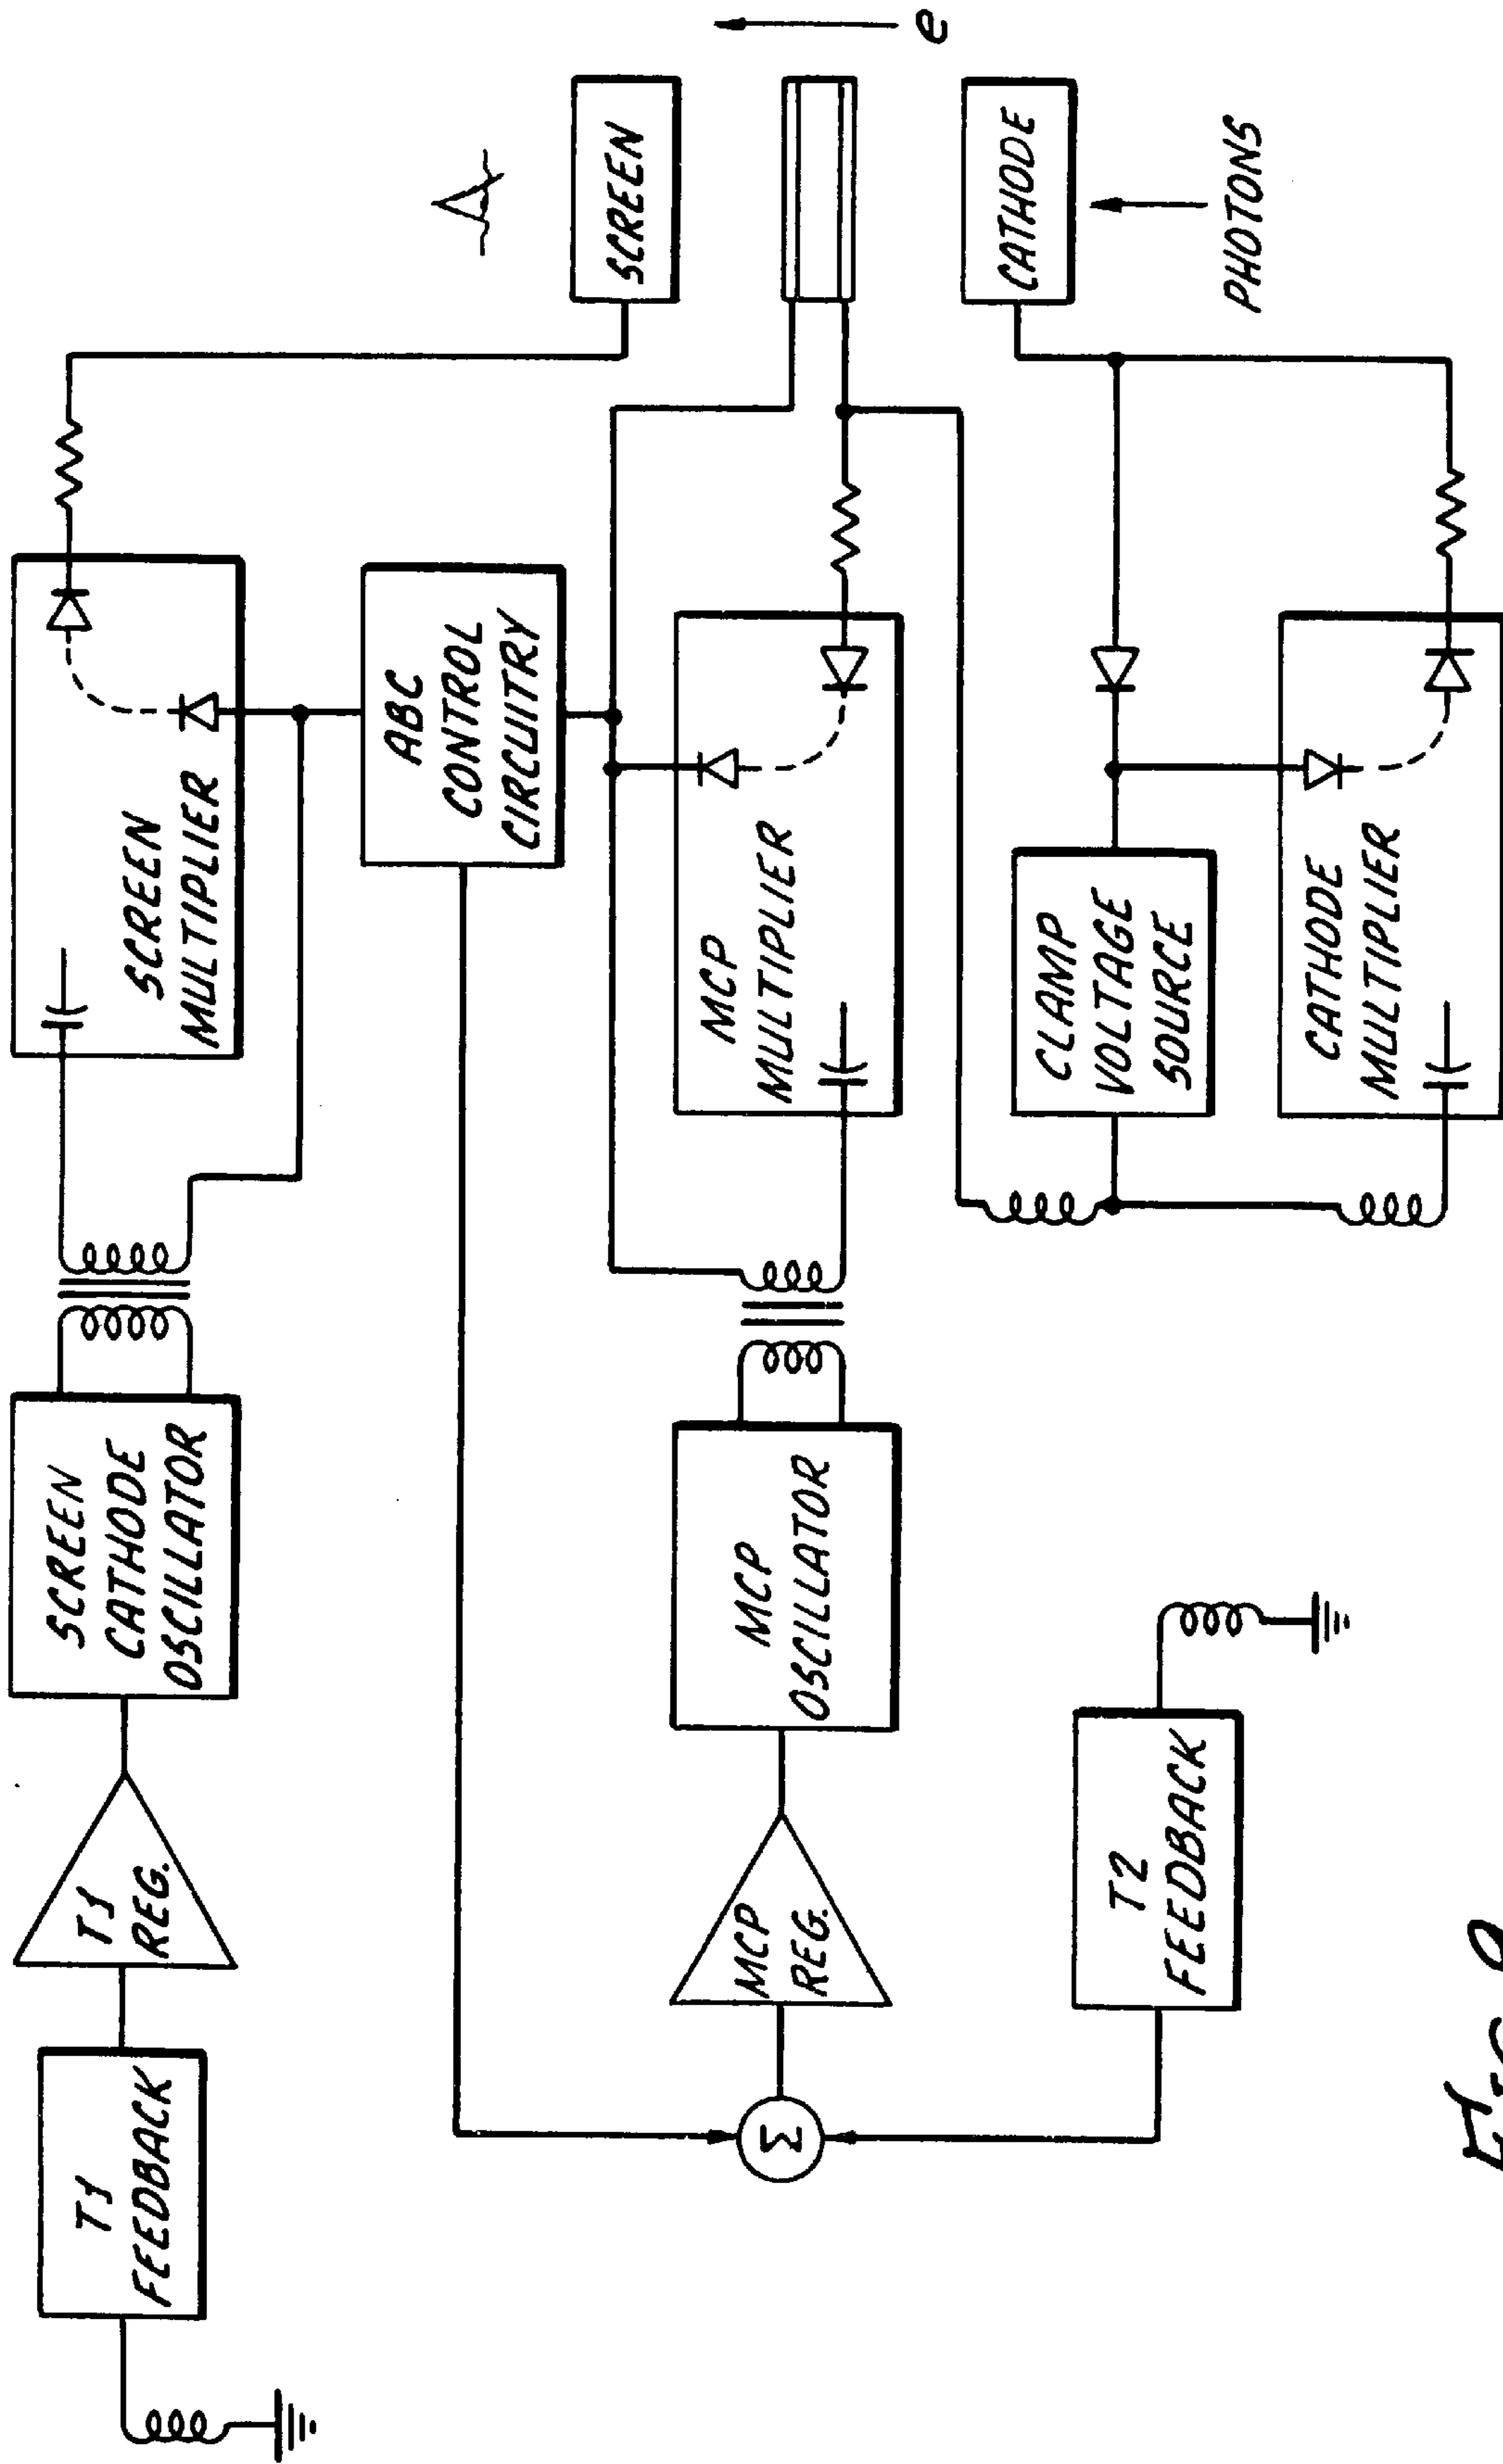 T1
FEEDBACK
T1
REG.
SCREEN
CATHODE
OSCILLATOR
SCREEN
MULTIPLIER
ABC
CONTROL
CIRCUITRY
SCREEN
Σ
MCP
REG.
MCP
OSCILLATOR
MCP
MULTIPLIER
e
T2
FEEDBACK
CLAMP
VOLTAGE
SOURCE
CATHODE
CATHODE
MULTIPLIER
PHOTONS